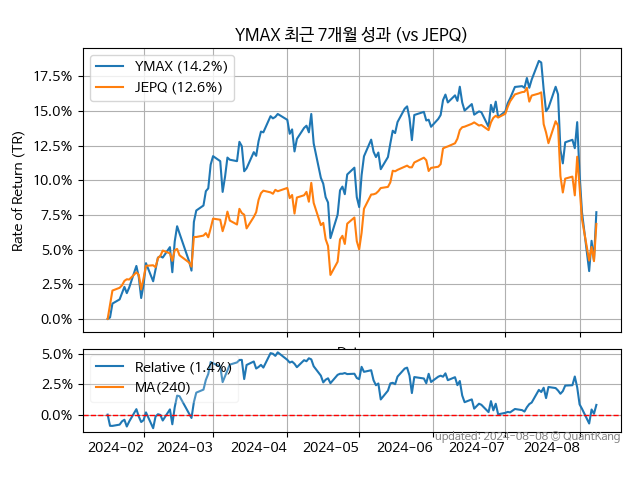 YMAX 최근 7개월 성과 (vs JEPQ)
Rate of Return (TR)
17.5%
15.0%
12.5%
10.0%
7.5%
5.0%
2.5%
0.0%
YMAX (14.2%)
JEPQ (12.6%)
5.0%
2.5%
0.0%
Relative (1.4%)
MA(240)
2024-02 2024-03 2024-04 2024-05 2024-06 2024-07 2024-08
updated: 2024-08-08 © QuantKang